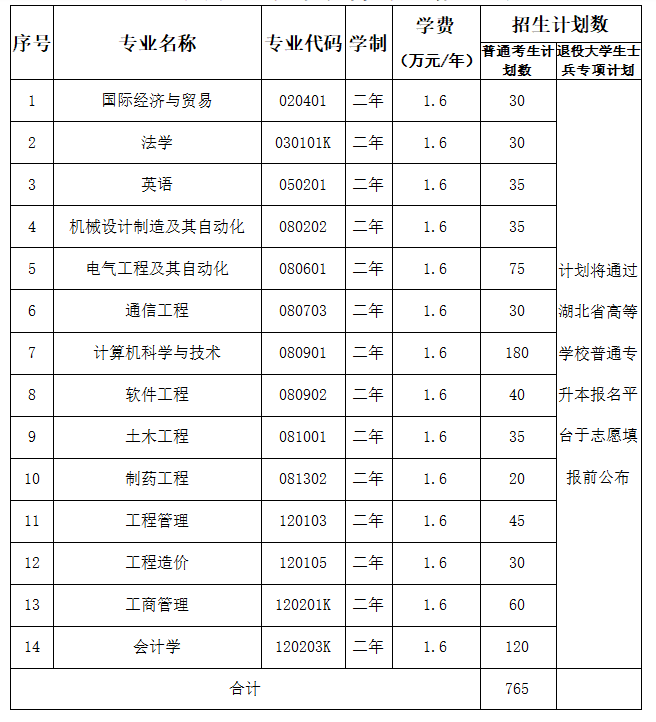 序号 专业名称 专业代码 学制 学费（万元/年） 招生计划数
普通考生计划数 退役大学生士兵专项计划
1 国际经济与贸易 020401 二年 1.6 30
2 法学 030101K 二年 1.6 30
3 英语 050201 二年 1.6 35
4 机械设计制造及其自动化 080202 二年 1.6 35
5 电气工程及其自动化 080601 二年 1.6 75
6 通信工程 080703 二年 1.6 30
7 计算机科学与技术 080901 二年 1.6 180
8 软件工程 080902 二年 1.6 40
9 土木工程 081001 二年 1.6 35
10 制药工程 081302 二年 1.6 20
11 工程管理 120103 二年 1.6 45
12 工程造价 120105 二年 1.6 30
13 工商管理 120201K 二年 1.6 60
14 会计学 120203K 二年 1.6 120
计划将通过
湖北省高等
学校普通专
升本报名平
台于志愿填
报前公布
合计 765